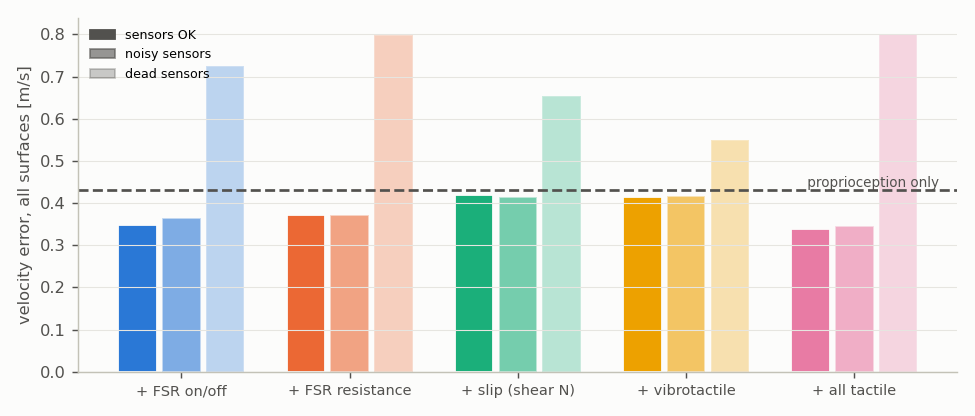 sensors OK
noisy sensors
dead sensors
velocity error, all surfaces [m/s]
0.8
0.7
0.6
0.5
0.4
0.3
0.2
0.1
0.0
proprioception only
+ FSR on/off
+ FSR resistance
+ slip (shear N)
+ vibrotactile
+ all tactile